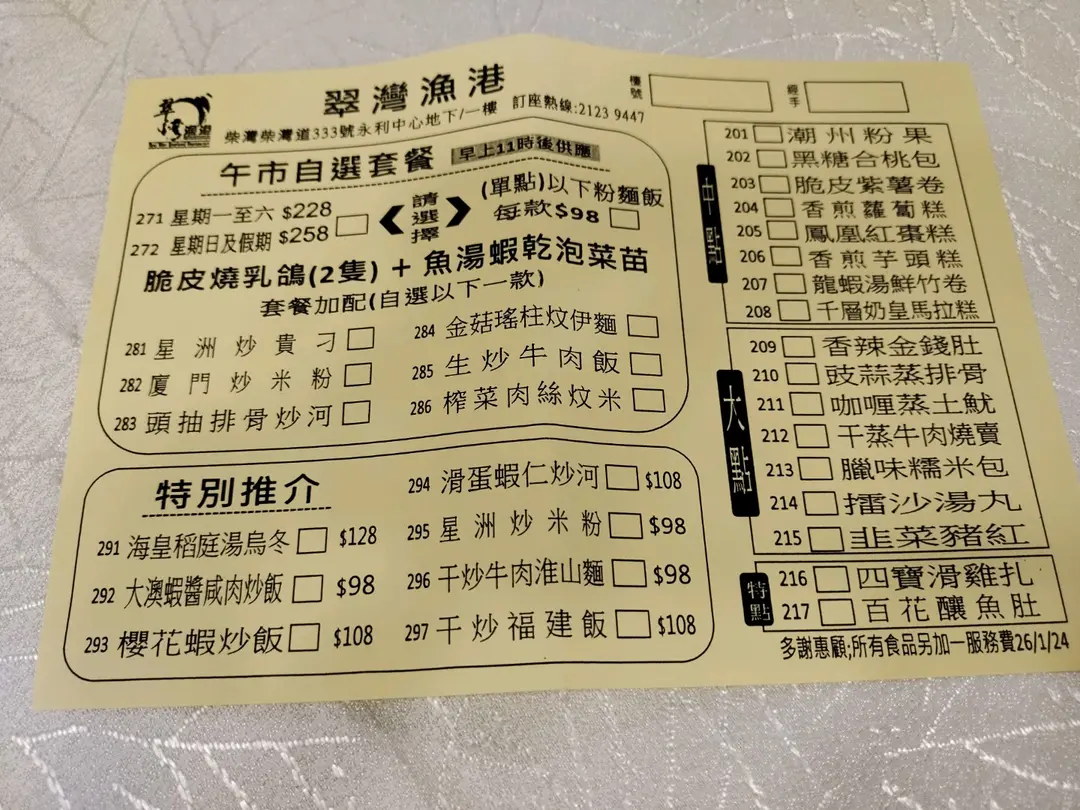 翠灣漁港
柴灣柴灣道333號永利中心地下/一樓 訂座熱線:2123 9447
檯號
經手
午市自選套餐 早上11時後供應
271 星期一至六 $228
272 星期日及假期 $258
請選擇
(單點)以下粉麵飯
每款$98
脆皮燒乳鴿(2隻) + 魚湯蝦乾泡菜苗
套餐加配(自選以下一款)
281 星洲炒貴刁
282 廈門炒米粉
283 頭抽排骨炒河
284 金菇瑤柱炆伊麵
285 生炒牛肉飯
286 榨菜肉絲炆米
特別推介
291 海皇稻庭湯烏冬 $128
292 大澳蝦醬咸肉炒飯 $98
293 櫻花蝦炒飯 $108
294 滑蛋蝦仁炒河 $108
295 星洲炒米粉 $98
296 干炒牛肉淮山麵 $98
297 干炒福建飯 $108
中點
201 潮州粉果
202 黑糖合桃包
203 脆皮紫薯卷
204 香煎蘿蔔糕
205 鳳凰紅棗糕
206 香煎芋頭糕
207 龍蝦湯鮮竹卷
208 千層奶皇馬拉糕
大點
209 香辣金錢肚
210 豉蒜蒸排骨
211 咖喱蒸土魷
212 干蒸牛肉燒賣
213 臘味糯米包
214 擂沙湯丸
215 韭菜豬紅
特點
216 四寶滑雞扎
217 百花釀魚肚
多謝惠顧;所有食品另加一服務費26/1/24